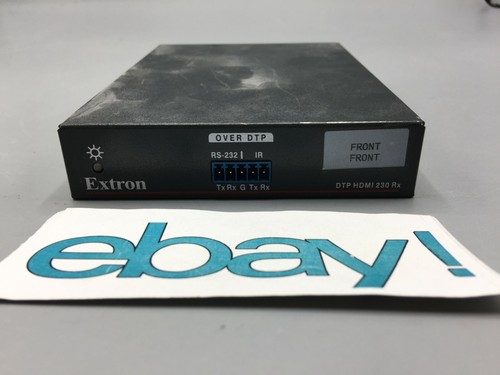 OVER DTP
RS-232 | IR
FRONT
FRONT
Tx Rx G Tx Rx
Extron
DTP HDMI 230 Rx
ebay!